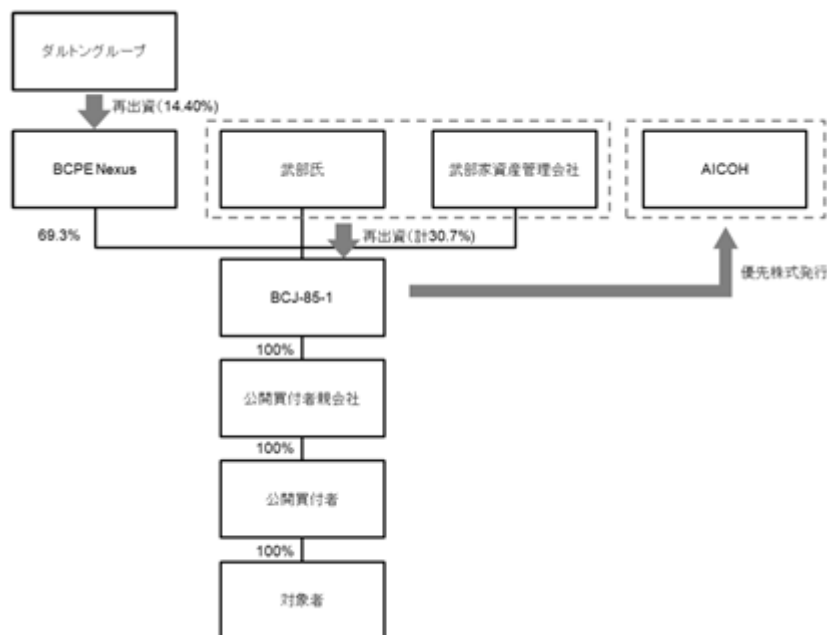 ダルトングループ
再出資(14.40%)
BCPE Nexus
武部氏
武部家資産管理会社
AICOH
69.3%
再出資(計30.7%)
優先株式発行
BCJ-85-1
100%
公開買付者親会社
100%
公開買付者
100%
対象者